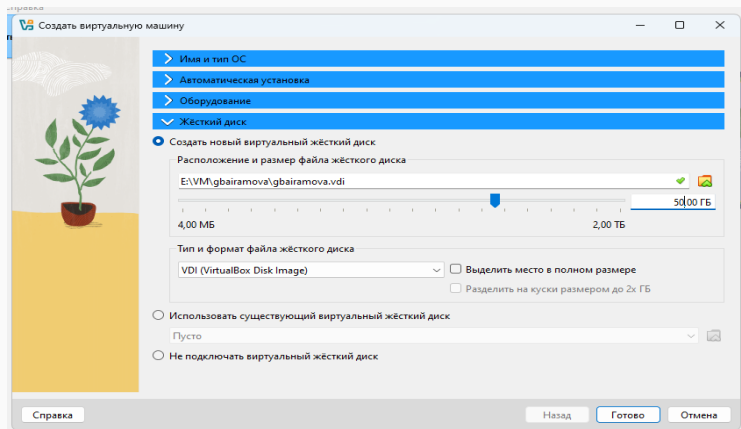 Справка
Создать виртуальную машину
Имя и тип ОС
Автоматическая установка
Оборудование
Жёсткий диск
Создать новый виртуальный жёсткий диск
Расположение и размер файла жёсткого диска
E:\VM\gbairamova\gbairamova.vdi
50,00 ГБ
4,00 МБ 2,00 ТБ
Тип и формат файла жёсткого диска
VDI (VirtualBox Disk Image) Выделить место в полном размере
Разделить на куски размером до 2х ГБ
Использовать существующий виртуальный жёсткий диск
Пусто
Не подключать виртуальный жёсткий диск
Справка Назад Готово Отмена